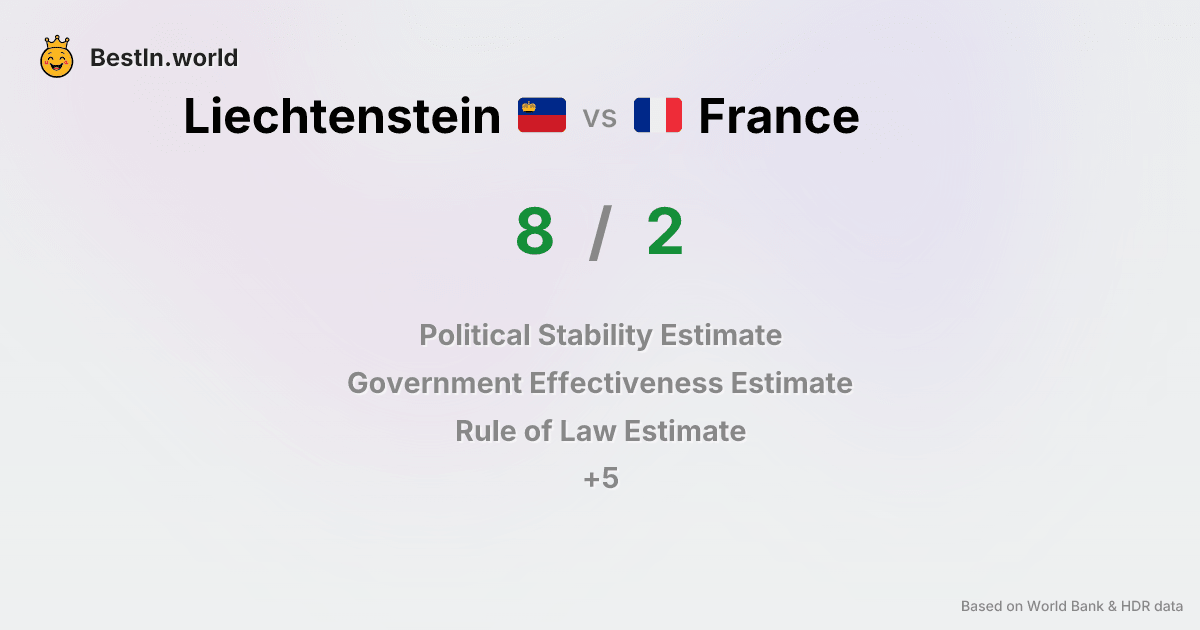 BestIn.world
Liechtenstein vs France
8 / 2
Political Stability Estimate
Government Effectiveness Estimate
Rule of Law Estimate
+5
Based on World Bank & HDR data